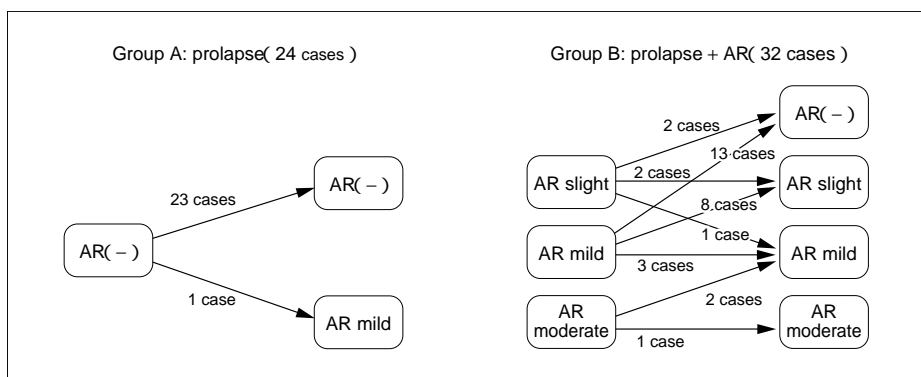 Group A: prolapse( 24 cases )
AR( − )
23 cases
AR( − )
1 case
AR mild
Group B: prolapse + AR( 32 cases )
AR slight
AR mild
AR
moderate
2 cases
13 cases
2 cases
8 cases
1 case
3 cases
2 cases
1 case
AR( − )
AR slight
AR mild
AR
moderate